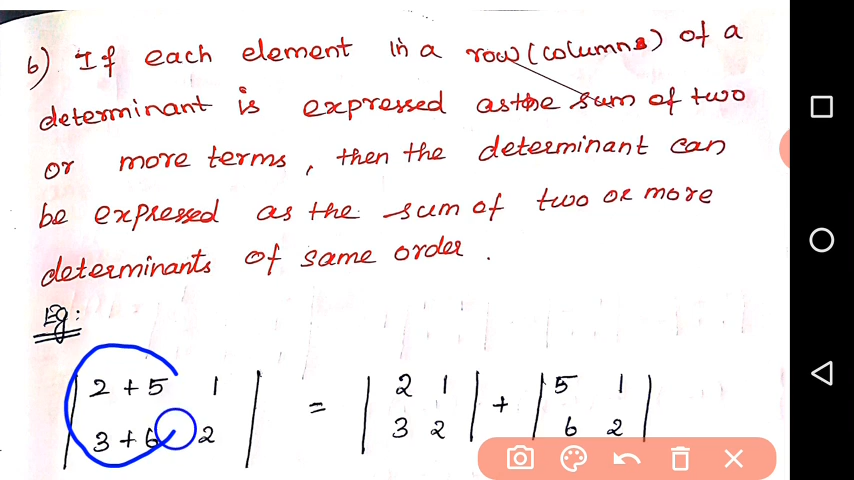 6) If each element in a row (columns) of a
determinant is expressed as the sum of two
or more terms, then the determinant can
be expressed as the sum of two or more
determinants of same order.
Eg:
| 2 + 5 1 | = | 2 1 | + | 5 1 |
| 3 + 6 2 | | 3 2 | | 6 2 |